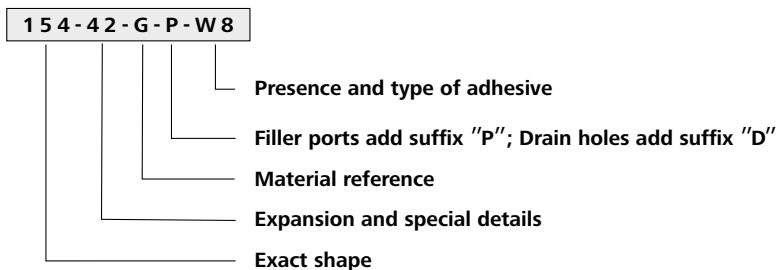 154-42-G-P-W8
Presence and type of adhesive
Filler ports add suffix "P"; Drain holes add suffix "D"
Material reference
Expansion and special details
Exact shape